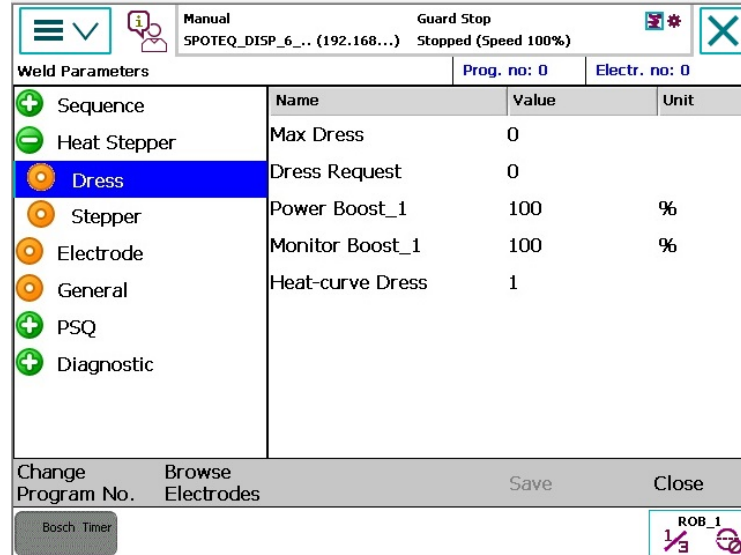 Manual
Guard Stop
SPOTEQ_DISP_6_.. (192.168...)
Stopped (Speed 100%)
Weld Parameters
Prog. no: 0
Electr. no: 0
Sequence
Heat Stepper
Dress
Stepper
Electrode
General
PSQ
Diagnostic
Name Value Unit
Max Dress 0
Dress Request 0
Power Boost_1 100 %
Monitor Boost_1 100 %
Heat-curve Dress 1
Change
Program No.
Browse
Electrodes
Save
Close
Bosch Timer
ROB_1
1/3